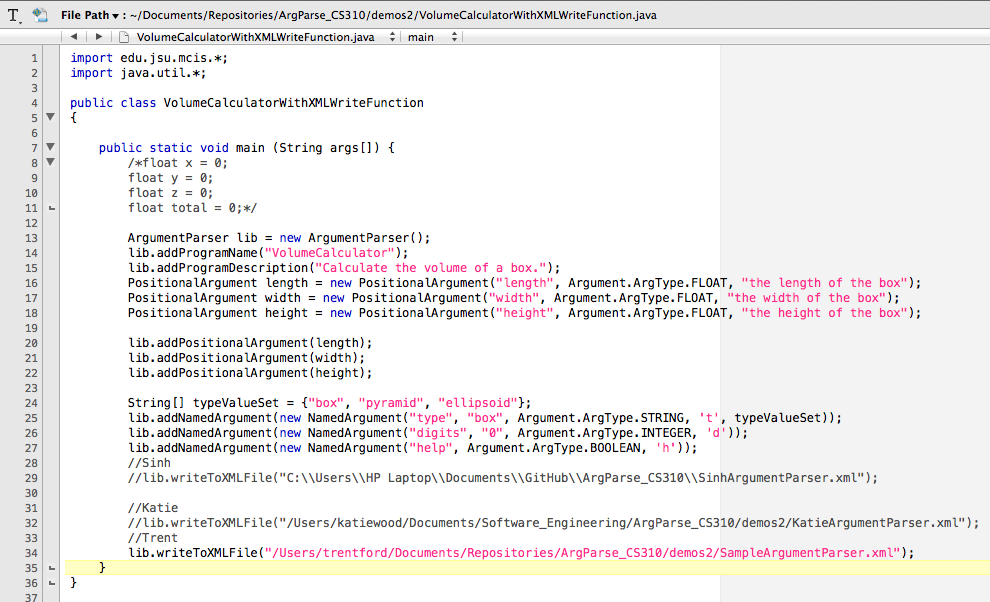 File Path ▾ : ~/Documents/Repositories/ArgParse_CS310/demos2/VolumeCalculatorWithXMLWriteFunction.java
VolumeCalculatorWithXMLWriteFunction.java main
1 import edu.jsu.mcis.*;
2 import java.util.*;
3
4 public class VolumeCalculatorWithXMLWriteFunction
5 {
6
7 public static void main (String args[]) {
8 /*float x = 0;
9 float y = 0;
10 float z = 0;
11 float total = 0;*/
12
13 ArgumentParser lib = new ArgumentParser();
14 lib.addProgramName("VolumeCalculator");
15 lib.addProgramDescription("Calculate the volume of a box.");
16 PositionalArgument length = new PositionalArgument("length", Argument.ArgType.FLOAT, "the length of the box");
17 PositionalArgument width = new PositionalArgument("width", Argument.ArgType.FLOAT, "the width of the box");
18 PositionalArgument height = new PositionalArgument("height", Argument.ArgType.FLOAT, "the height of the box");
19
20 lib.addPositionalArgument(length);
21 lib.addPositionalArgument(width);
22 lib.addPositionalArgument(height);
23
24 String[] typeValueSet = {"box", "pyramid", "ellipsoid"};
25 lib.addNamedArgument(new NamedArgument("type", "box", Argument.ArgType.STRING, 't', typeValueSet));
26 lib.addNamedArgument(new NamedArgument("digits", "0", Argument.ArgType.INTEGER, 'd'));
27 lib.addNamedArgument(new NamedArgument("help", Argument.ArgType.BOOLEAN, 'h'));
28 //Sinh
29 //lib.writeToXMLFile("C:\\Users\\HP Laptop\\Documents\\GitHub\\ArgParse_CS310\\SinhArgumentParser.xml");
30
31 //Katie
32 //lib.writeToXMLFile("/Users/katiewood/Documents/Software_Engineering/ArgParse_CS310/demos2/KatieArgumentParser.xml");
33 //Trent
34 lib.writeToXMLFile("/Users/trentford/Documents/Repositories/ArgParse_CS310/demos2/SampleArgumentParser.xml");
35 }
36 }
37